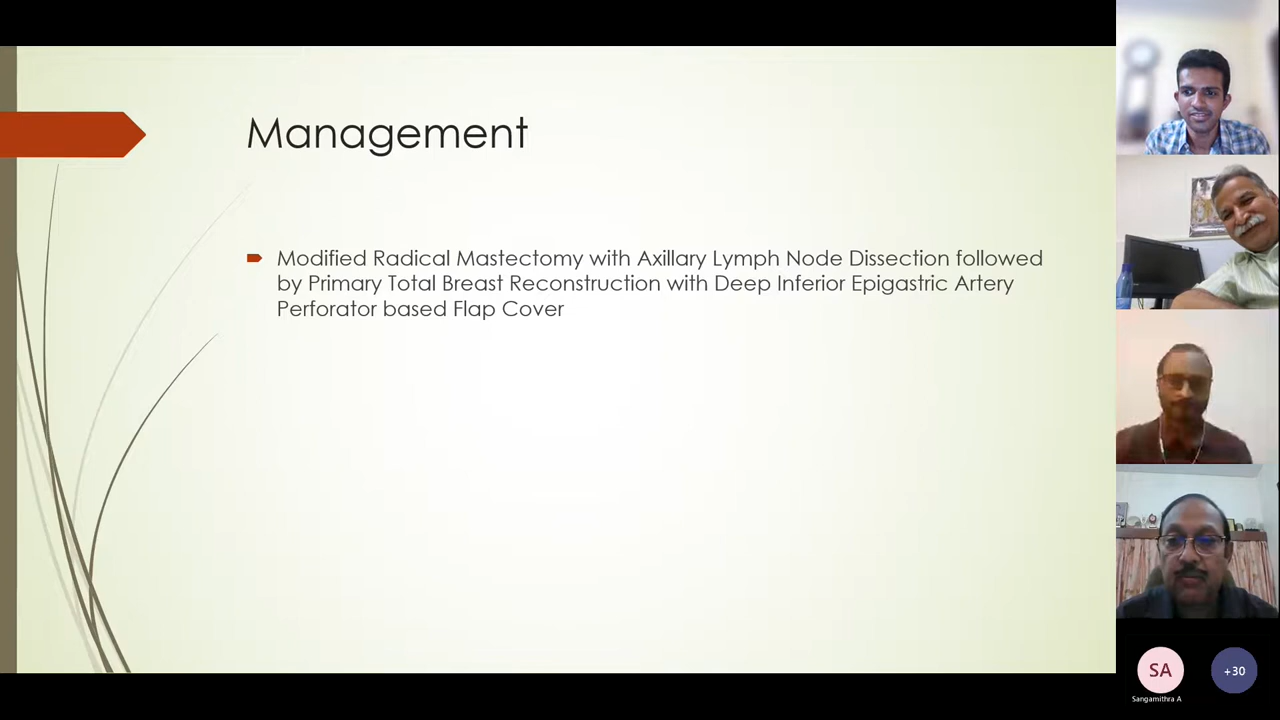 Management
Modified Radical Mastectomy with Axillary Lymph Node Dissection followed
by Primary Total Breast Reconstruction with Deep Inferior Epigastric Artery
Perforator based Flap Cover
SA
+30
Sangamithra A